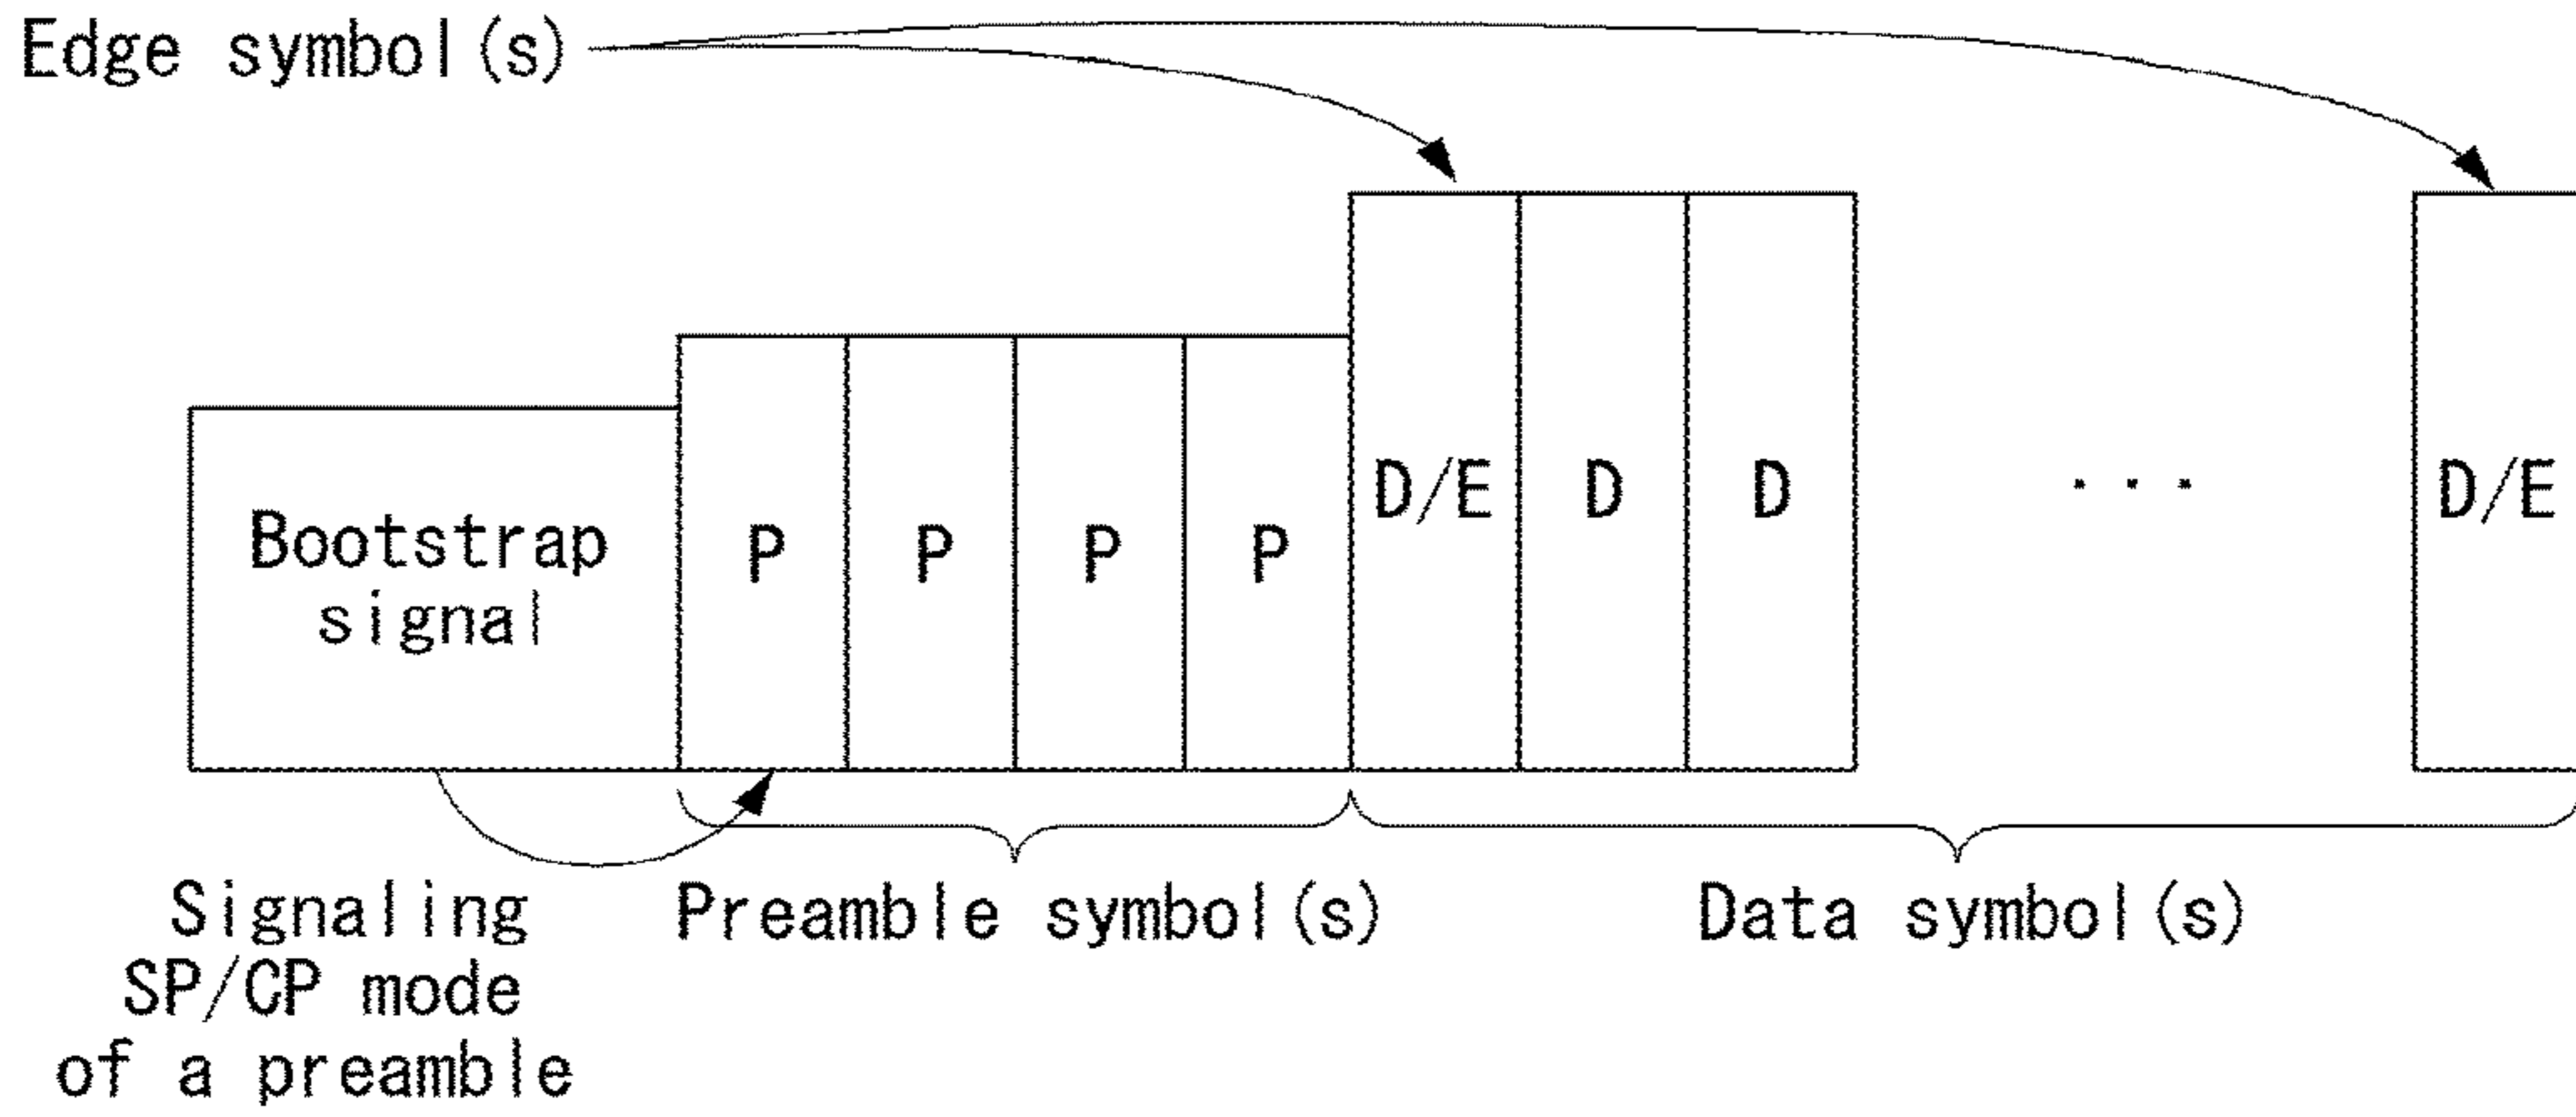 Edge symbol(s)
D/E D D ... D/E
Bootstrap
signal
P P P P
Signaling
SP/CP mode
of a preamble
Preamble symbol(s)
Data symbol(s)